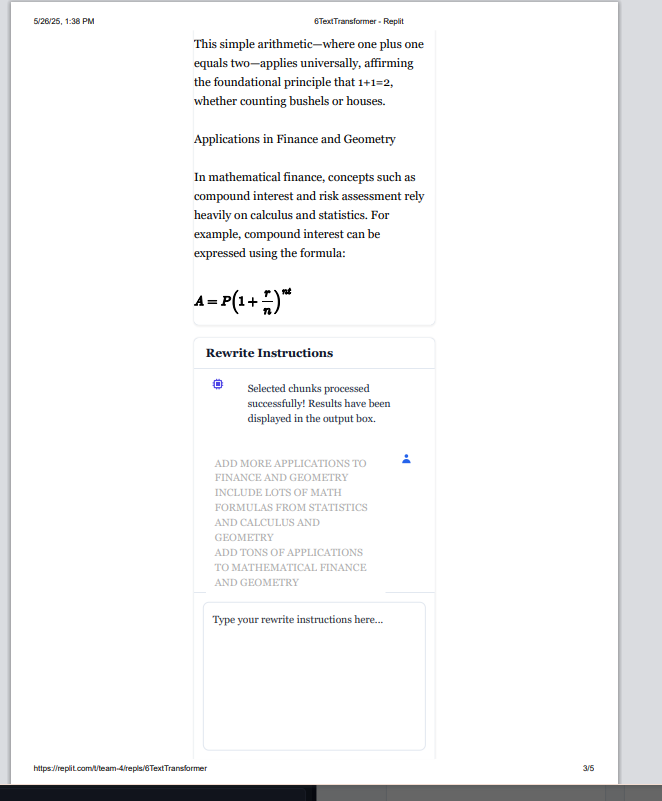 5/26/25, 1:38 PM
6TextTransformer - Replit
This simple arithmetic—where one plus one
equals two—applies universally, affirming
the foundational principle that 1+1=2,
whether counting bushels or houses.
Applications in Finance and Geometry
In mathematical finance, concepts such as
compound interest and risk assessment rely
heavily on calculus and statistics. For
example, compound interest can be
expressed using the formula:
A = P(1 + r/n)^nt
Rewrite Instructions
Selected chunks processed
successfully! Results have been
displayed in the output box.
ADD MORE APPLICATIONS TO
FINANCE AND GEOMETRY
INCLUDE LOTS OF MATH
FORMULAS FROM STATISTICS
AND CALCULUS AND
GEOMETRY
ADD TONS OF APPLICATIONS
TO MATHEMATICAL FINANCE
AND GEOMETRY
Type your rewrite instructions here...
https://replit.com/t/team-4/repls/6TextTransformer
3/5